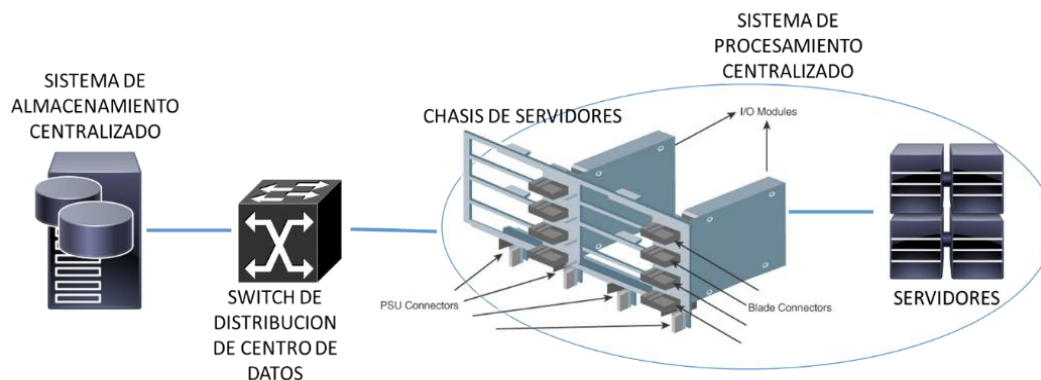 SISTEMA DE
ALMACENAMIENTO
CENTRALIZADO
SWITCH DE
DISTRIBUCION
DE CENTRO DE
DATOS
SISTEMA DE
PROCESAMIENTO
CENTRALIZADO
CHASIS DE SERVIDORES
I/O Modules
PSU Connectors
Blade Connectors
SERVIDORES